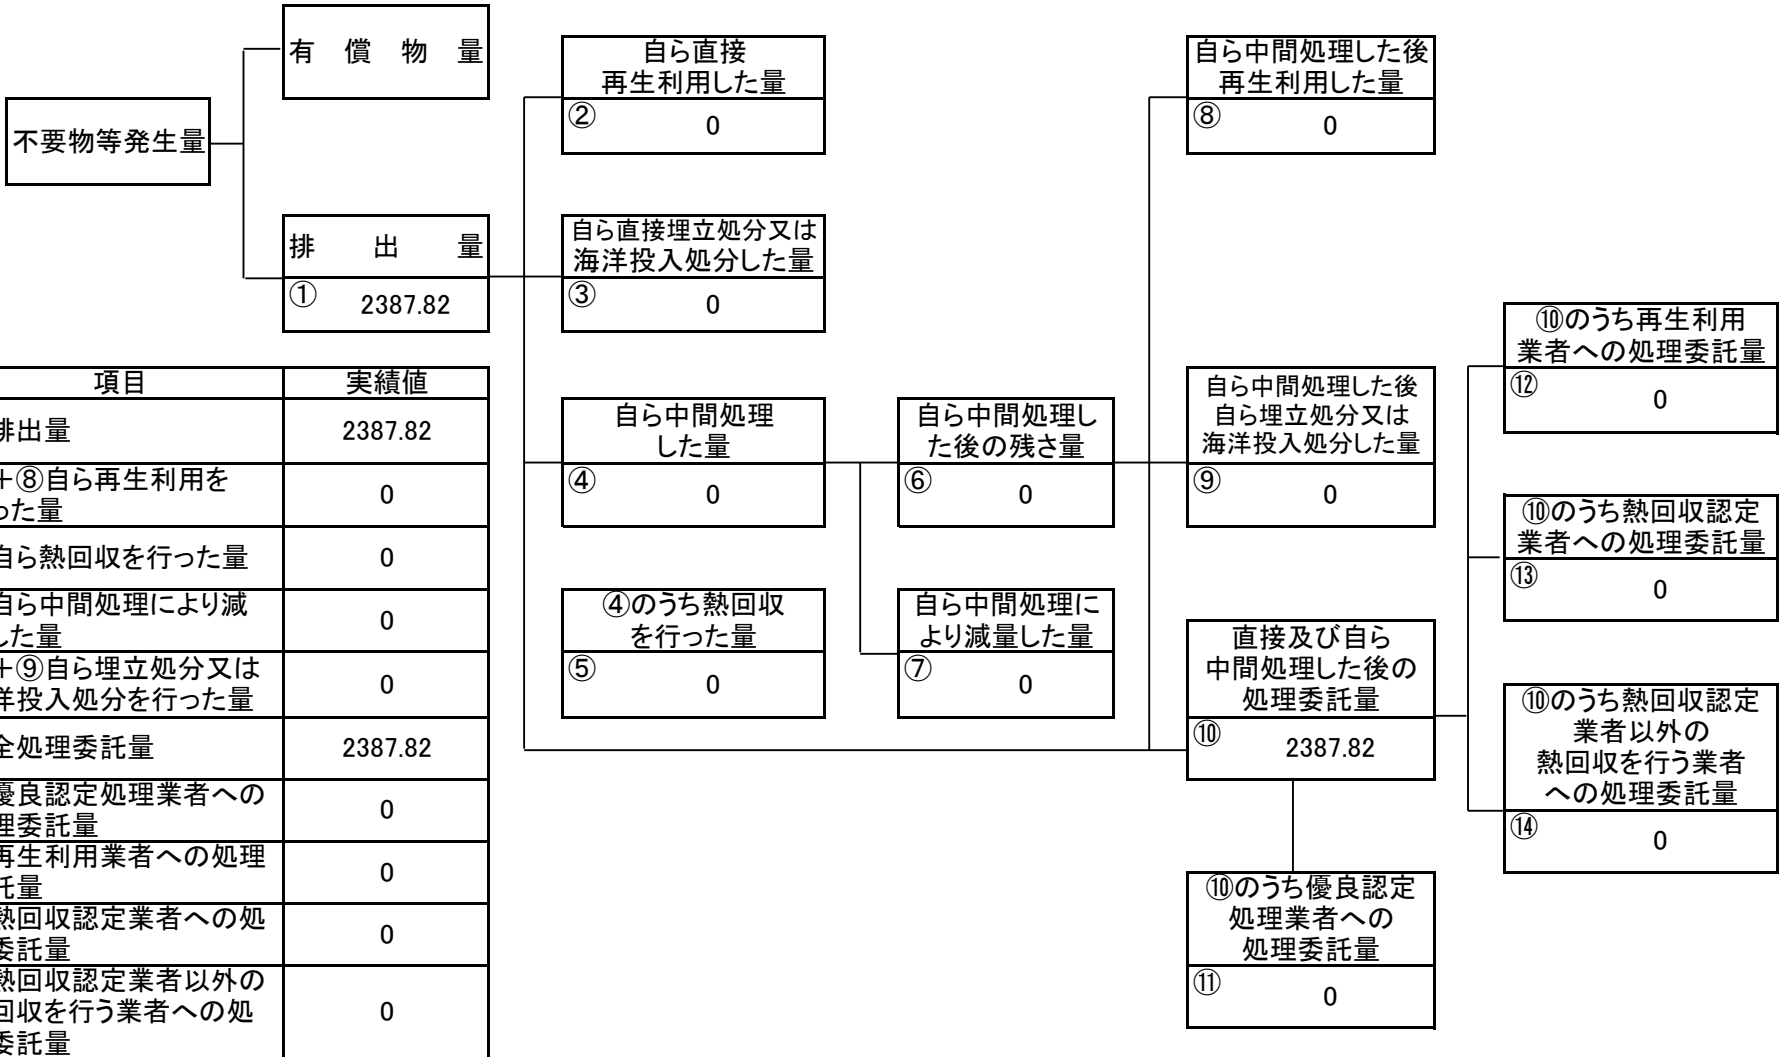 有償物量
不要物等発生量
排出量
① 2387.82
自ら直接
再生利用した量
② 0
自ら直接埋立処分又は
海洋投入処分した量
③ 0
自ら中間処理
した量
④ 0
④のうち熱回収
を行った量
⑤ 0
自ら中間処理し
た後の残さ量
⑥ 0
自ら中間処理に
より減量した量
⑦ 0
自ら中間処理した後
再生利用した量
⑧ 0
自ら中間処理した後
自ら埋立処分又は
海洋投入処分した量
⑨ 0
直接及び自ら
中間処理した後の
処理委託量
⑩ 2387.82
⑩のうち優良認定
処理業者への
処理委託量
⑪ 0
⑩のうち再生利用
業者への処理委託量
⑫ 0
⑩のうち熱回収認定
業者への処理委託量
⑬ 0
⑩のうち熱回収認定
業者以外の
熱回収を行う業者
への処理委託量
⑭ 0
項目 実績値
排出量 2387.82
+⑧自ら再生利用を
った量 0
自ら熱回収を行った量 0
自ら中間処理により減
した量 0
+⑨自ら埋立処分又は
洋投入処分を行った量 0
全処理委託量 2387.82
優良認定処理業者への
理委託量 0
再生利用業者への処理
託量 0
熱回収認定業者への処
委託量 0
熱回収認定業者以外の
回収を行う業者への処
委託量 0